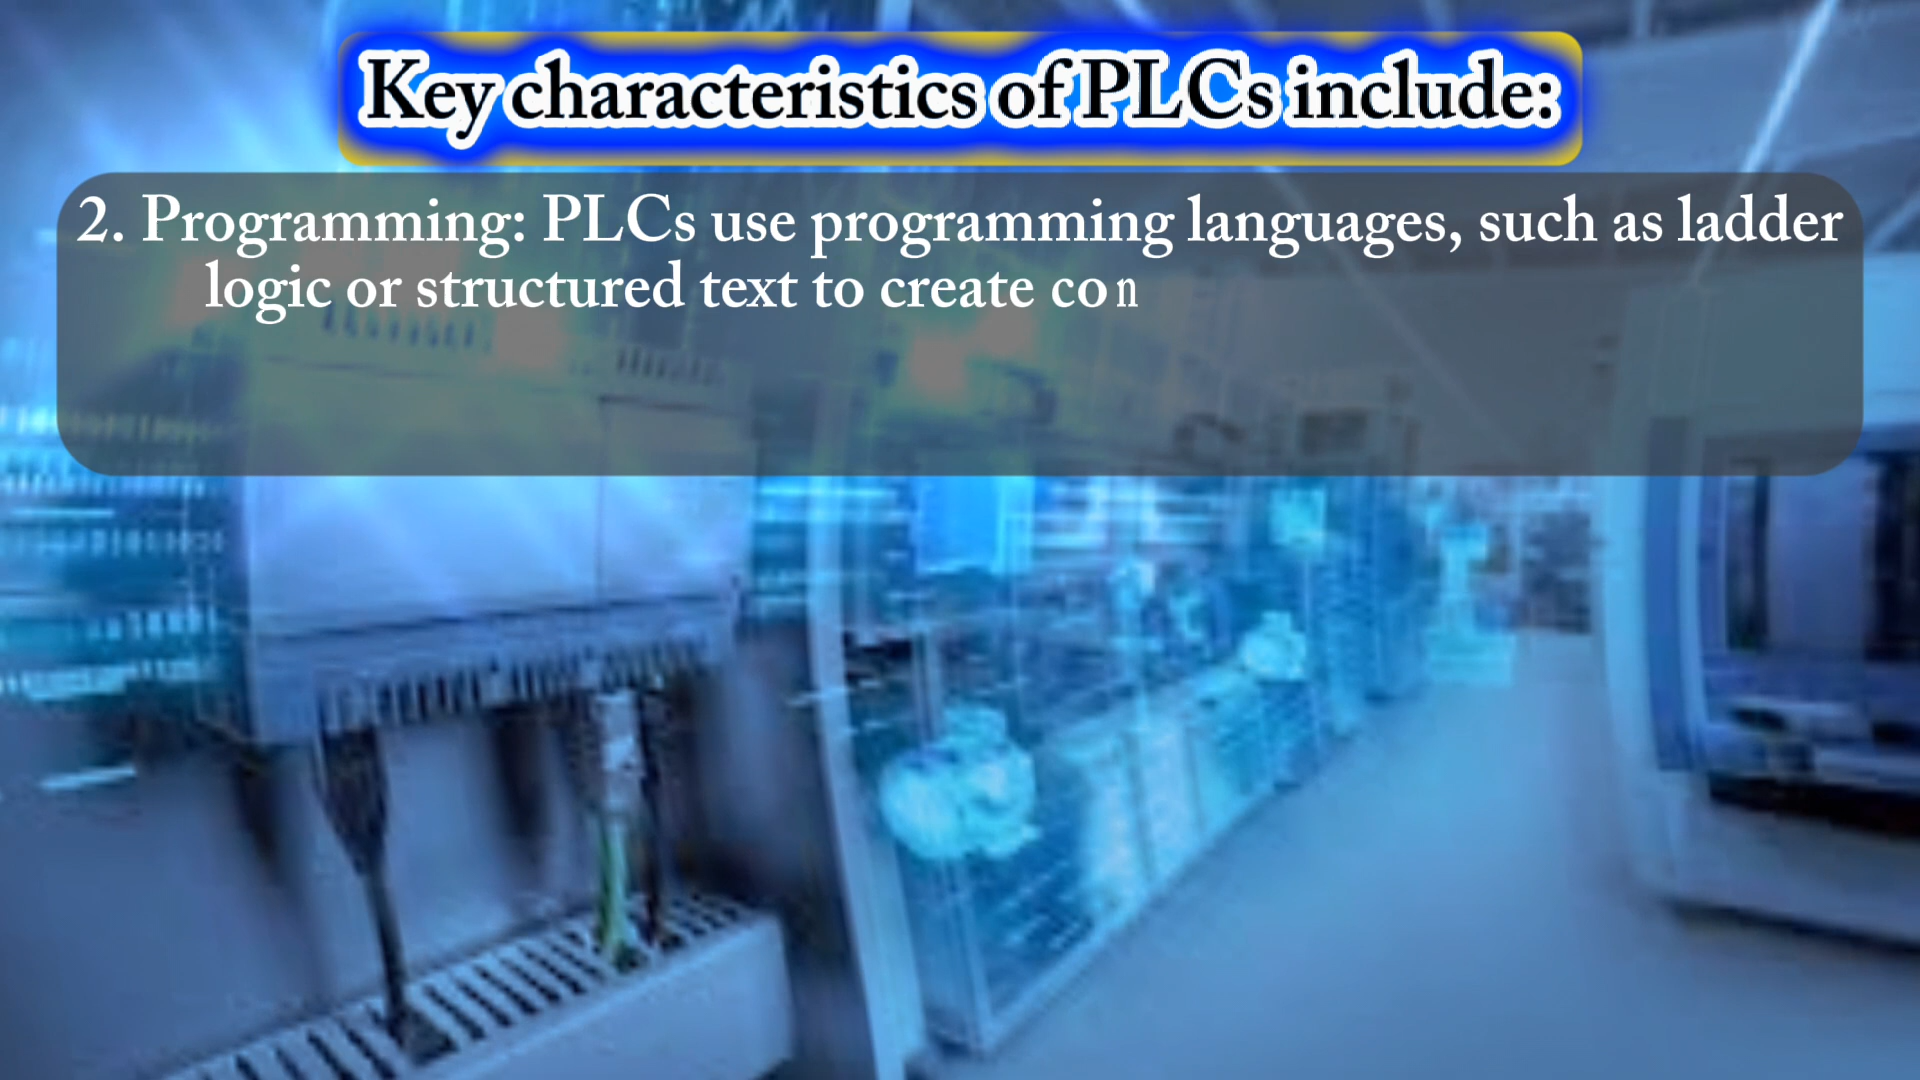 Key characteristics of PLCs include:
2. Programming: PLCs use programming languages, such as ladder
logic or structured text to create con